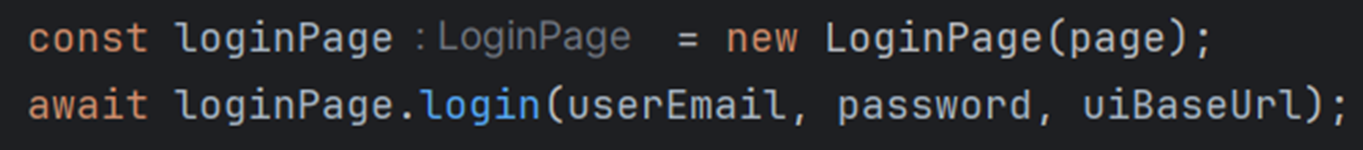 const loginPage : LoginPage = new LoginPage(page);
await loginPage.login(userEmail, password, uiBaseUrl);